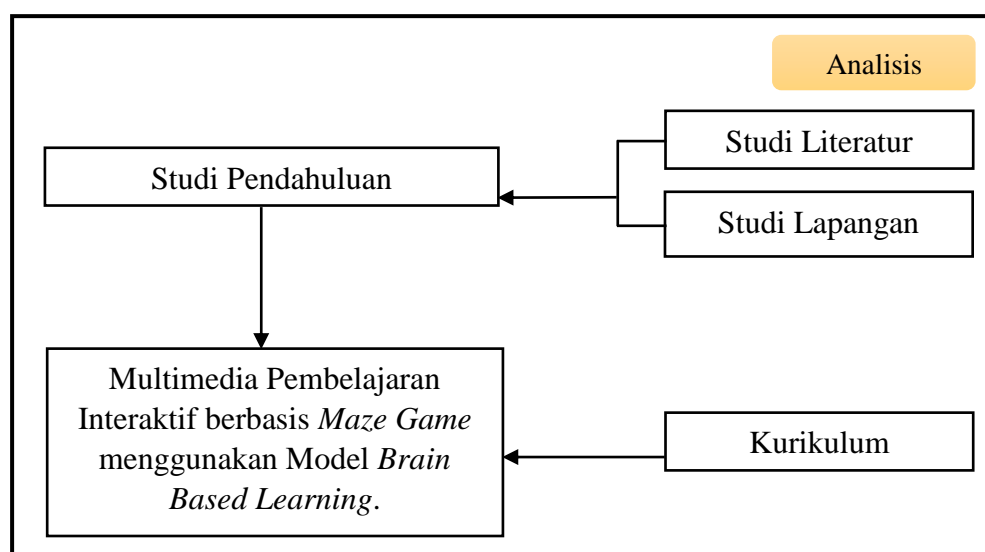 Analisis
Studi Literatur
Studi Pendahuluan
Studi Lapangan
Multimedia Pembelajaran
Interaktif berbasis Maze Game
menggunakan Model Brain
Based Learning.
Kurikulum